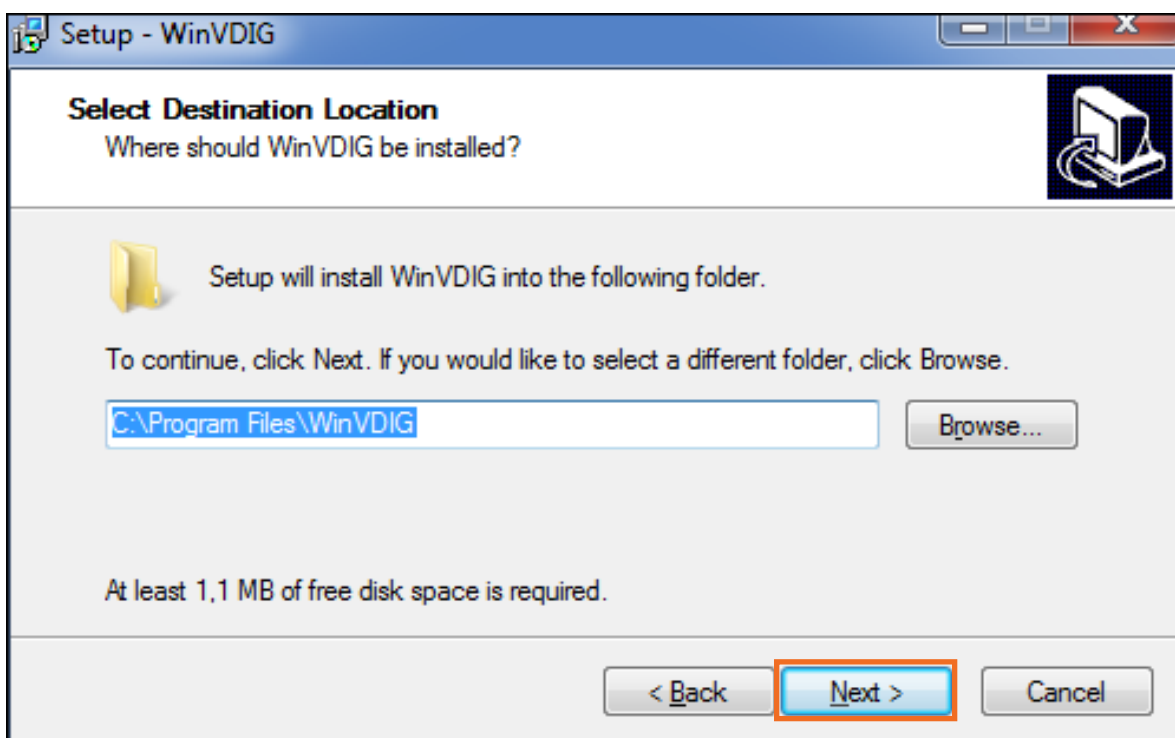 Setup - WinVDIG
Select Destination Location
Where should WinVDIG be installed?
Setup will install WinVDIG into the following folder.
To continue, click Next. If you would like to select a different folder, click Browse.
C:\Program Files\WinVDIG
Browse...
At least 1,1 MB of free disk space is required.
< Back Next > Cancel